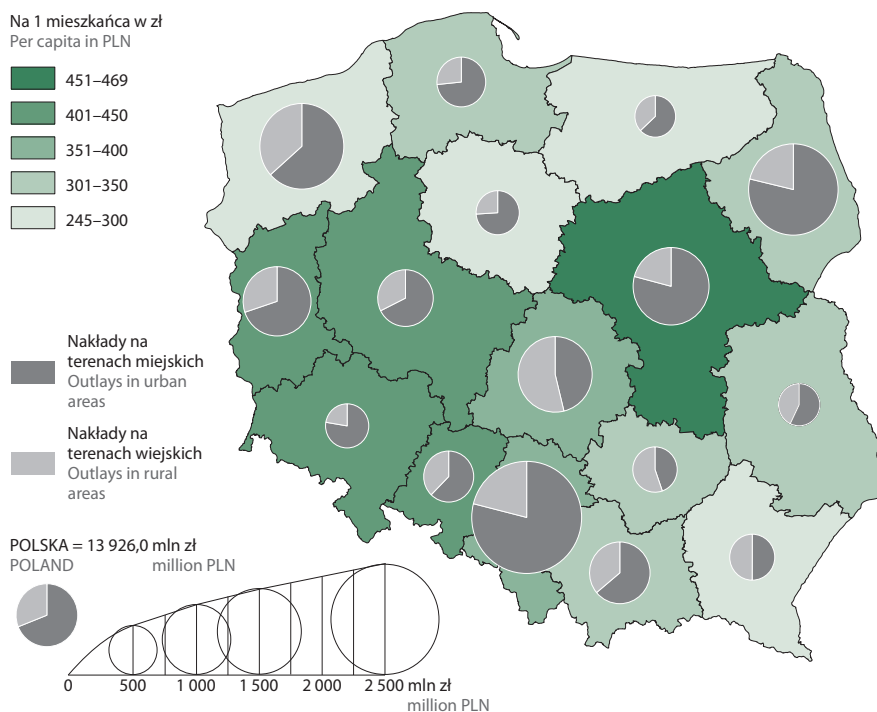 Na 1 mieszkańca w zł
Per capita in PLN
451–469
401–450
351–400
301–350
245–300
Nakłady na
terenach miejskich
Outlays in urban
areas
Nakłady na
terenach wiejskich
Outlays in rural
areas
POLSKA = 13 926,0 mln zł
POLAND million PLN
0 500 1 000 1 500 2 000 2 500 mln zł
million PLN